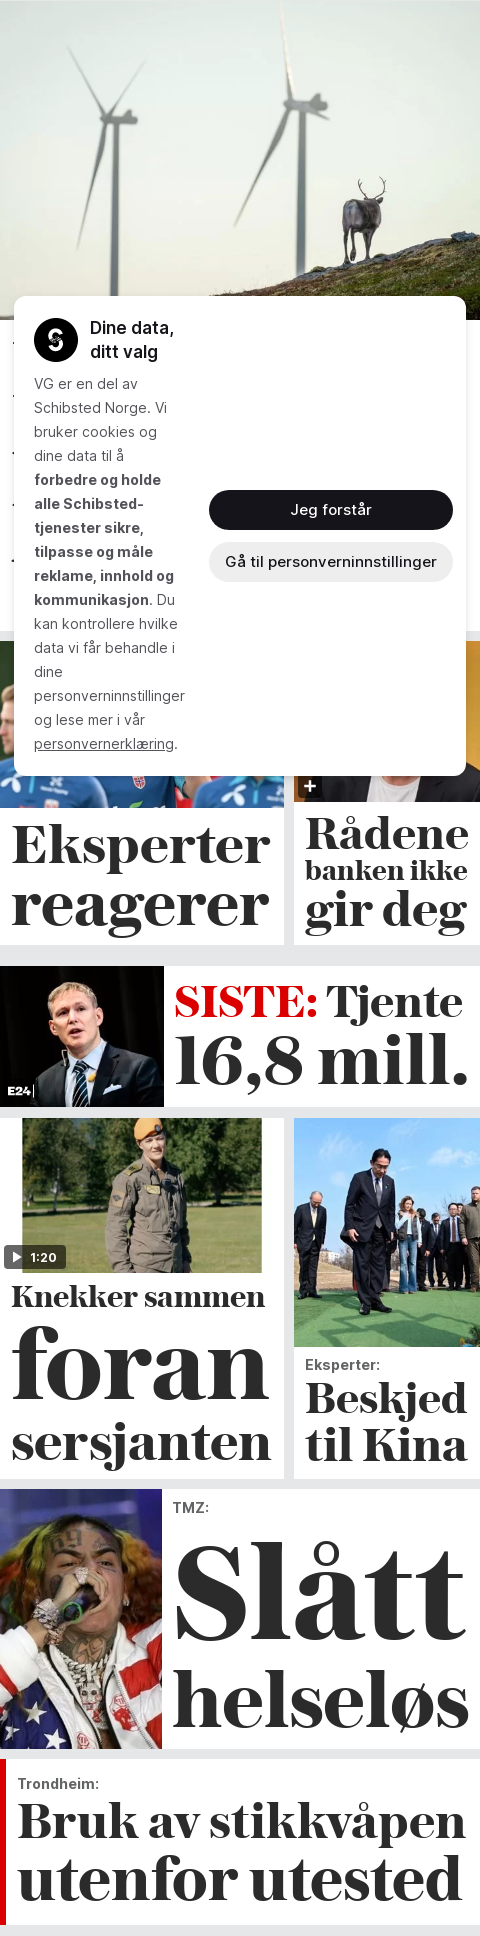 Dine data,
ditt valg
VG er en del av
Schibsted Norge. Vi
bruker cookies og
dine data til å
forbedre og holde
alle Schibsted-
tjenester sikre,
tilpasse og måle
reklame, innhold og
kommunikasjon. Du
kan kontrollere hvilke
data vi får behandle i
dine
personverninnstillinger
og lese mer i vår
personvernerklæring.
Jeg forstår
Gå til personverninnstillinger
Eksperter
reagerer
Rådene
banken ikke
gir deg
SISTE: Tjente
16,8 mill.
E24
1:20
Knekker sammen
foran
sersjanten
Eksperter:
Beskjed
til Kina
TMZ:
Slått
helseløs
Trondheim:
Bruk av stikkvåpen
utenfor utested